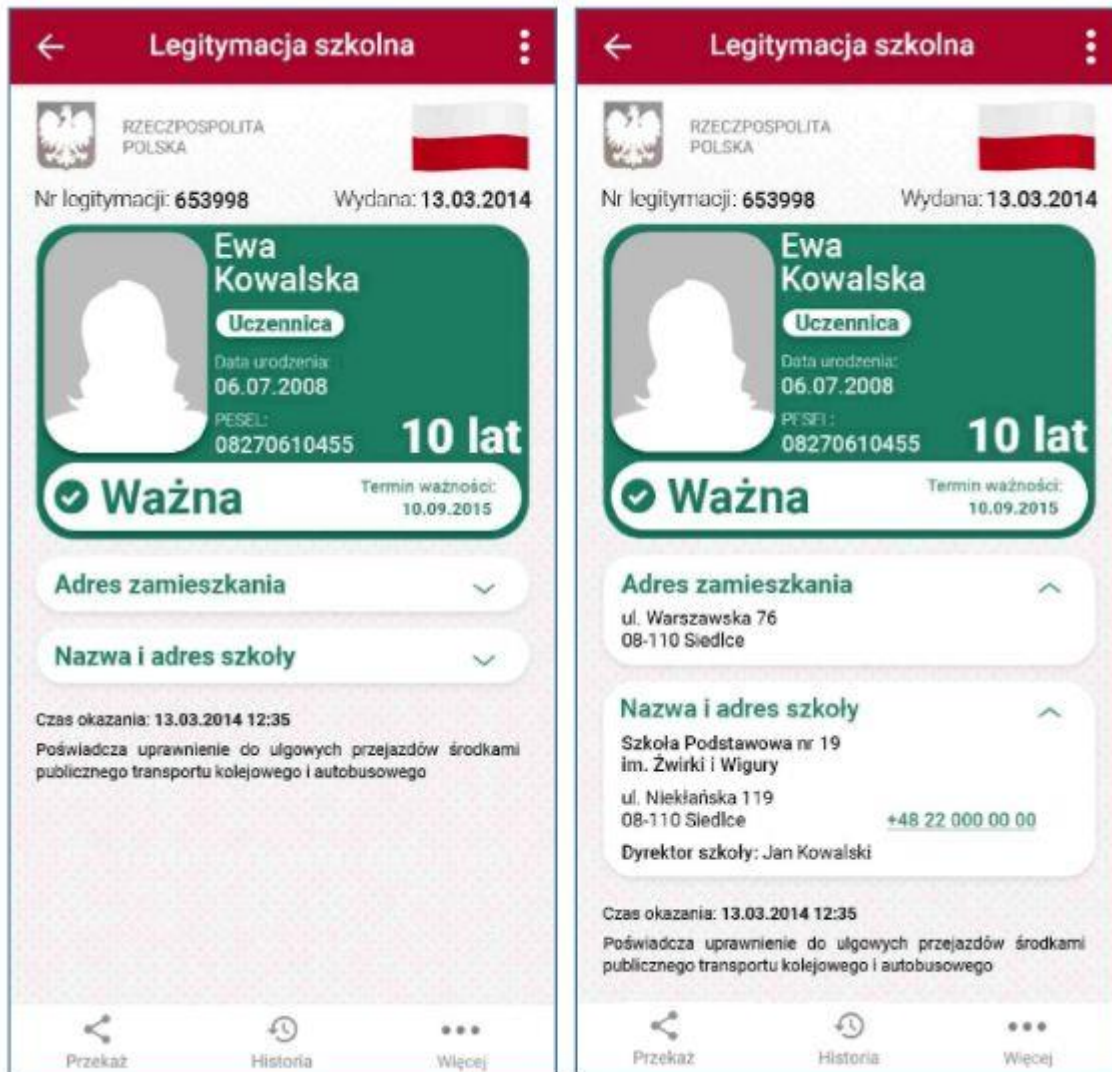 Legitymacja szkolna
RZECZPOSPOLITA
POLSKA
Nr legitymacji: 653998 Wydana: 13.03.2014
Ewa
Kowalska
Uczennica
Data urodzenia:
06.07.2008
PESEL:
08270610455
10 lat
Ważna
Termin ważności:
10.09.2015
Adres zamieszkania
Nazwa i adres szkoły
Czas okazania: 13.03.2014 12:35
Poświadcza uprawnienie do ulgowych przejazdów środkami
publicznego transportu kolejowego i autobusowego
Przekaż Historia Więcej
Legitymacja szkolna
RZECZPOSPOLITA
POLSKA
Nr legitymacji: 653998 Wydana: 13.03.2014
Ewa
Kowalska
Uczennica
Data urodzenia:
06.07.2008
PESEL:
08270610455
10 lat
Ważna
Termin ważności:
10.09.2015
Adres zamieszkania
ul. Warszawska 76
08-110 Siedlce
Nazwa i adres szkoły
Szkoła Podstawowa nr 19
im. Żwirki i Wigury
ul. Niekłańska 119
08-110 Siedlce +48 22 000 00 00
Dyrektor szkoły: Jan Kowalski
Czas okazania: 13.03.2014 12:35
Poświadcza uprawnienie do ulgowych przejazdów środkami
publicznego transportu kolejowego i autobusowego
Przekaż Historia Więcej